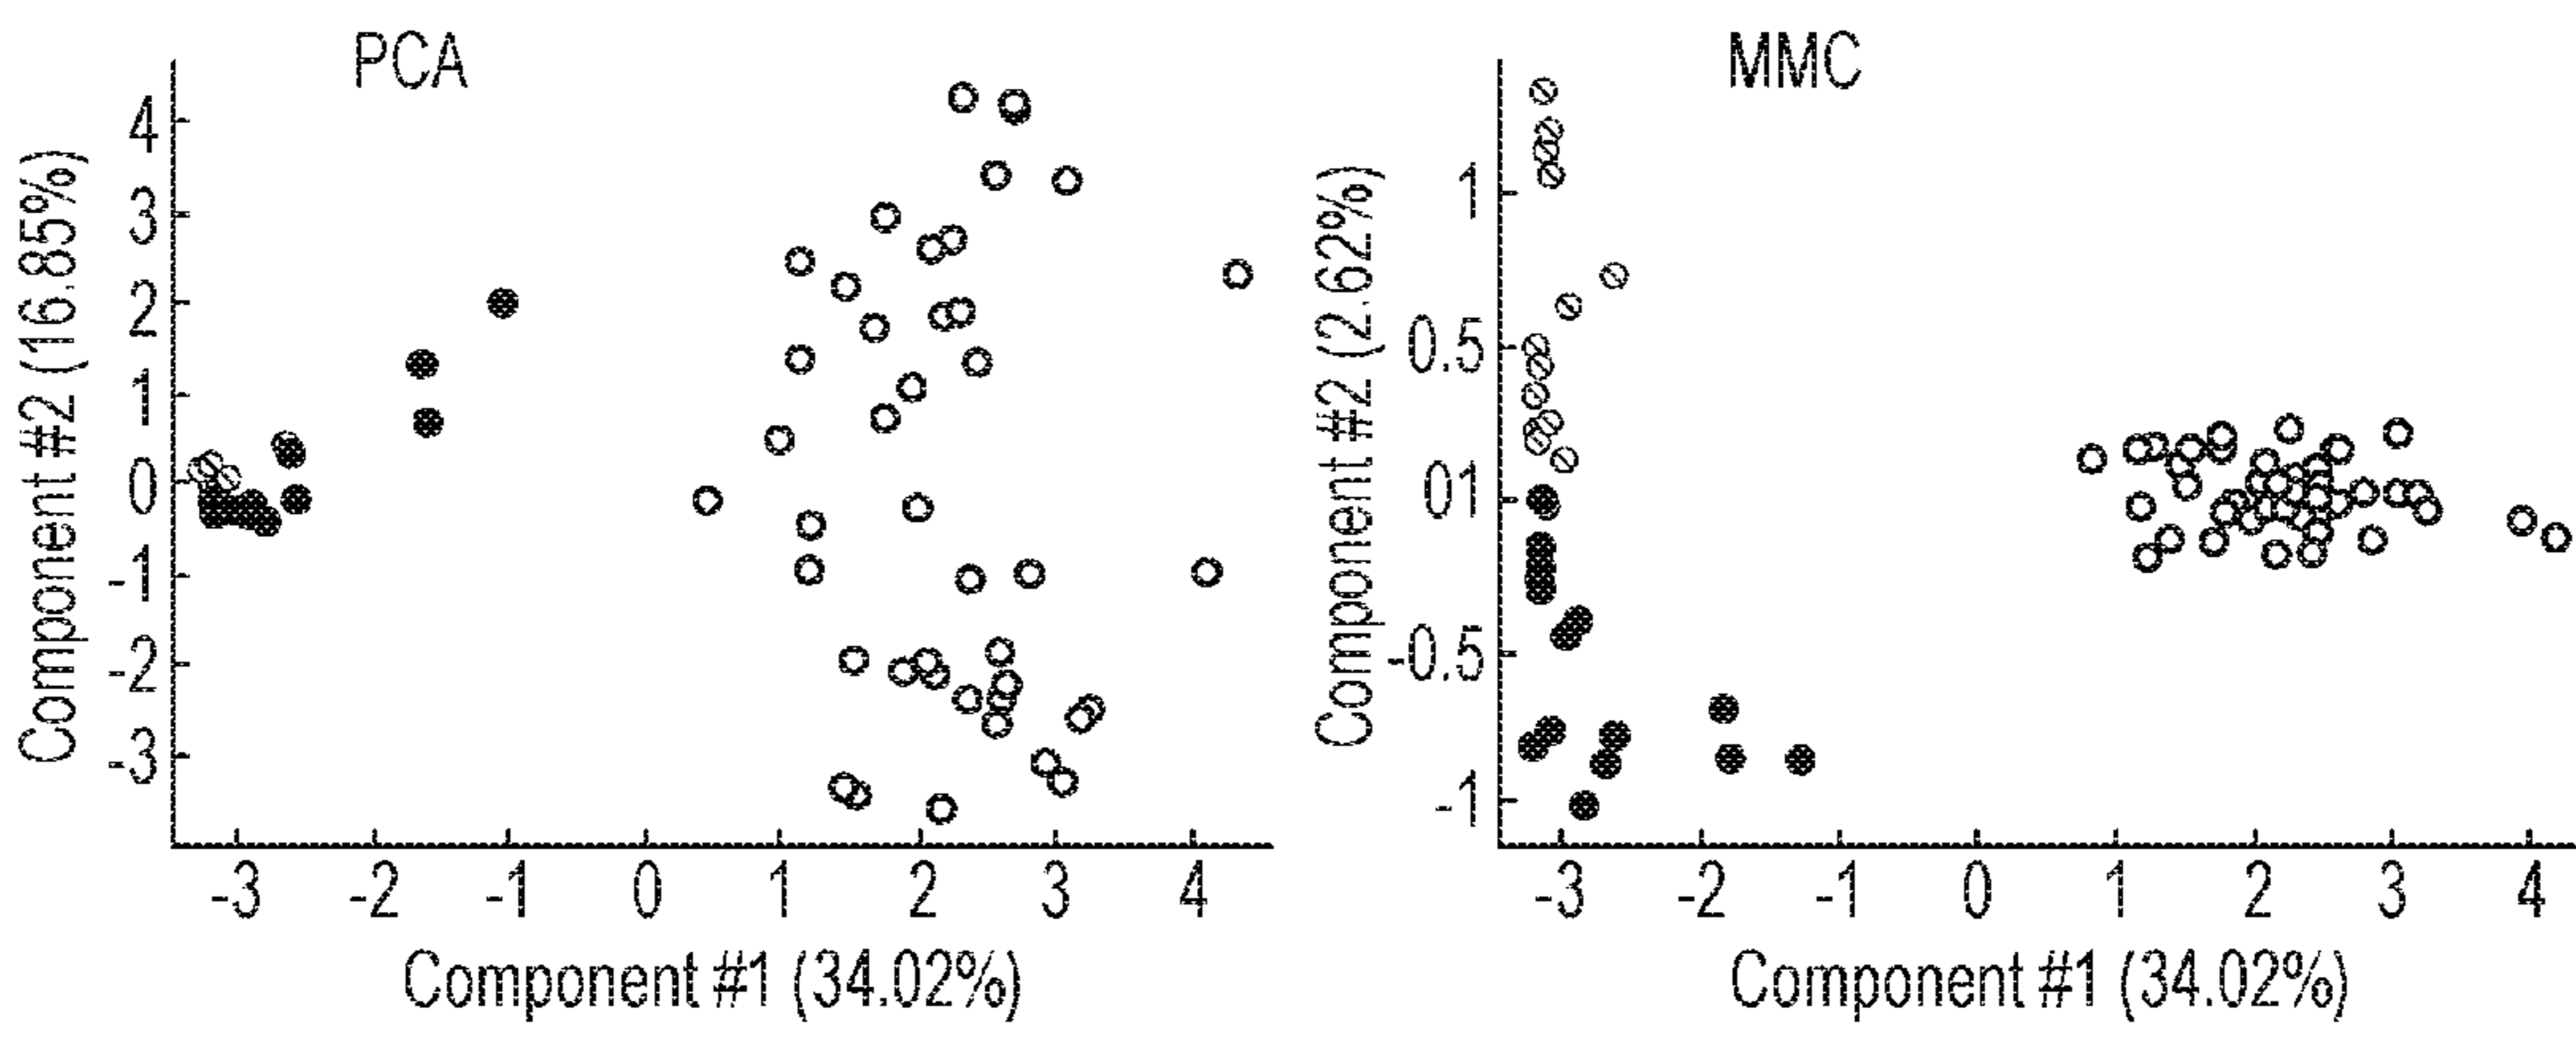 PCA
Component #2 (16.85%)
4
3
2
1
0
-1
-2
-3
-3 -2 -1 0 1 2 3 4
Component #1 (34.02%)
MMC
Component #2 (2.62%)
1
0.5
01
-0.5
-1
-3 -2 -1 0 1 2 3 4
Component #1 (34.02%)